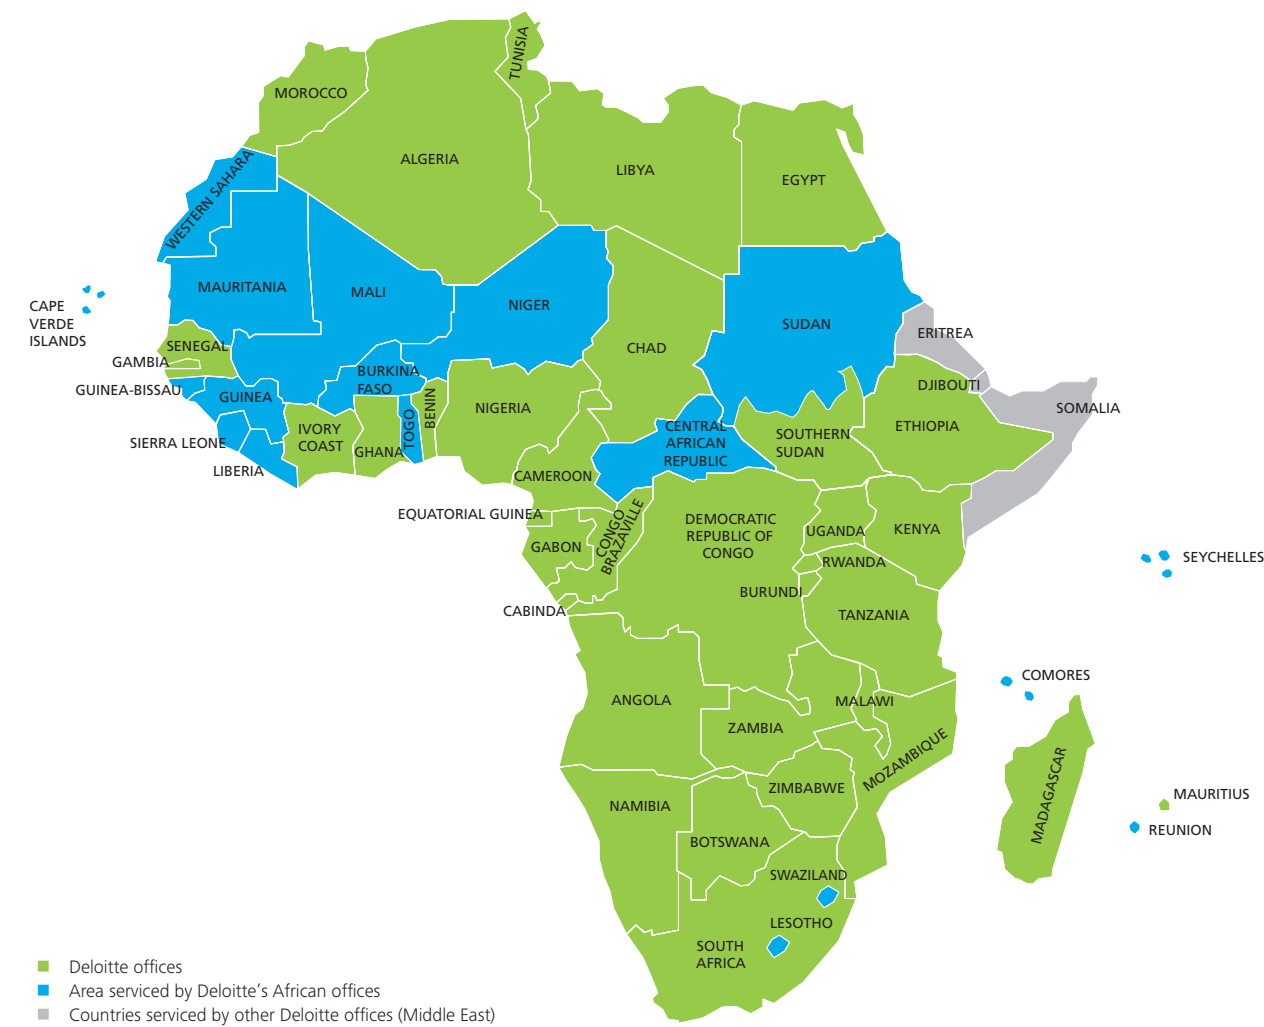 TUNISIA
MOROCCO
ALGERIA
LIBYA
EGYPT
WESTERN SAHARA
MAURITANIA
MALI
NIGER
CAPE
VERDE
ISLANDS
SUDAN
ERITREA
SENEGAL
CHAD
GAMBIA
BURKINA
FASO
DJIBOUTI
GUINEA-BISSAU
GUINEA
BENIN
NIGERIA
SOMALIA
TOGO
IVORY
COAST
GHANA
CENTRAL
AFRICAN
REPUBLIC
SOUTHERN
SUDAN
ETHIOPIA
SIERRA LEONE
LIBERIA
CAMEROON
EQUATORIAL GUINEA
CONGO
BRAZAVILLE
DEMOCRATIC
REPUBLIC OF
CONGO
UGANDA
KENYA
GABON
SEYCHELLES
RWANDA
BURUNDI
CABINDA
TANZANIA
COMORES
ANGOLA
MALAWI
ZAMBIA
MOZAMBIQUE
MADAGASCAR
ZIMBABWE
MAURITIUS
NAMIBIA
REUNION
BOTSWANA
SWAZILAND
LESOTHO
SOUTH
AFRICA
Deloitte offices
Area serviced by Deloitte’s African offices
Countries serviced by other Deloitte offices (Middle East)